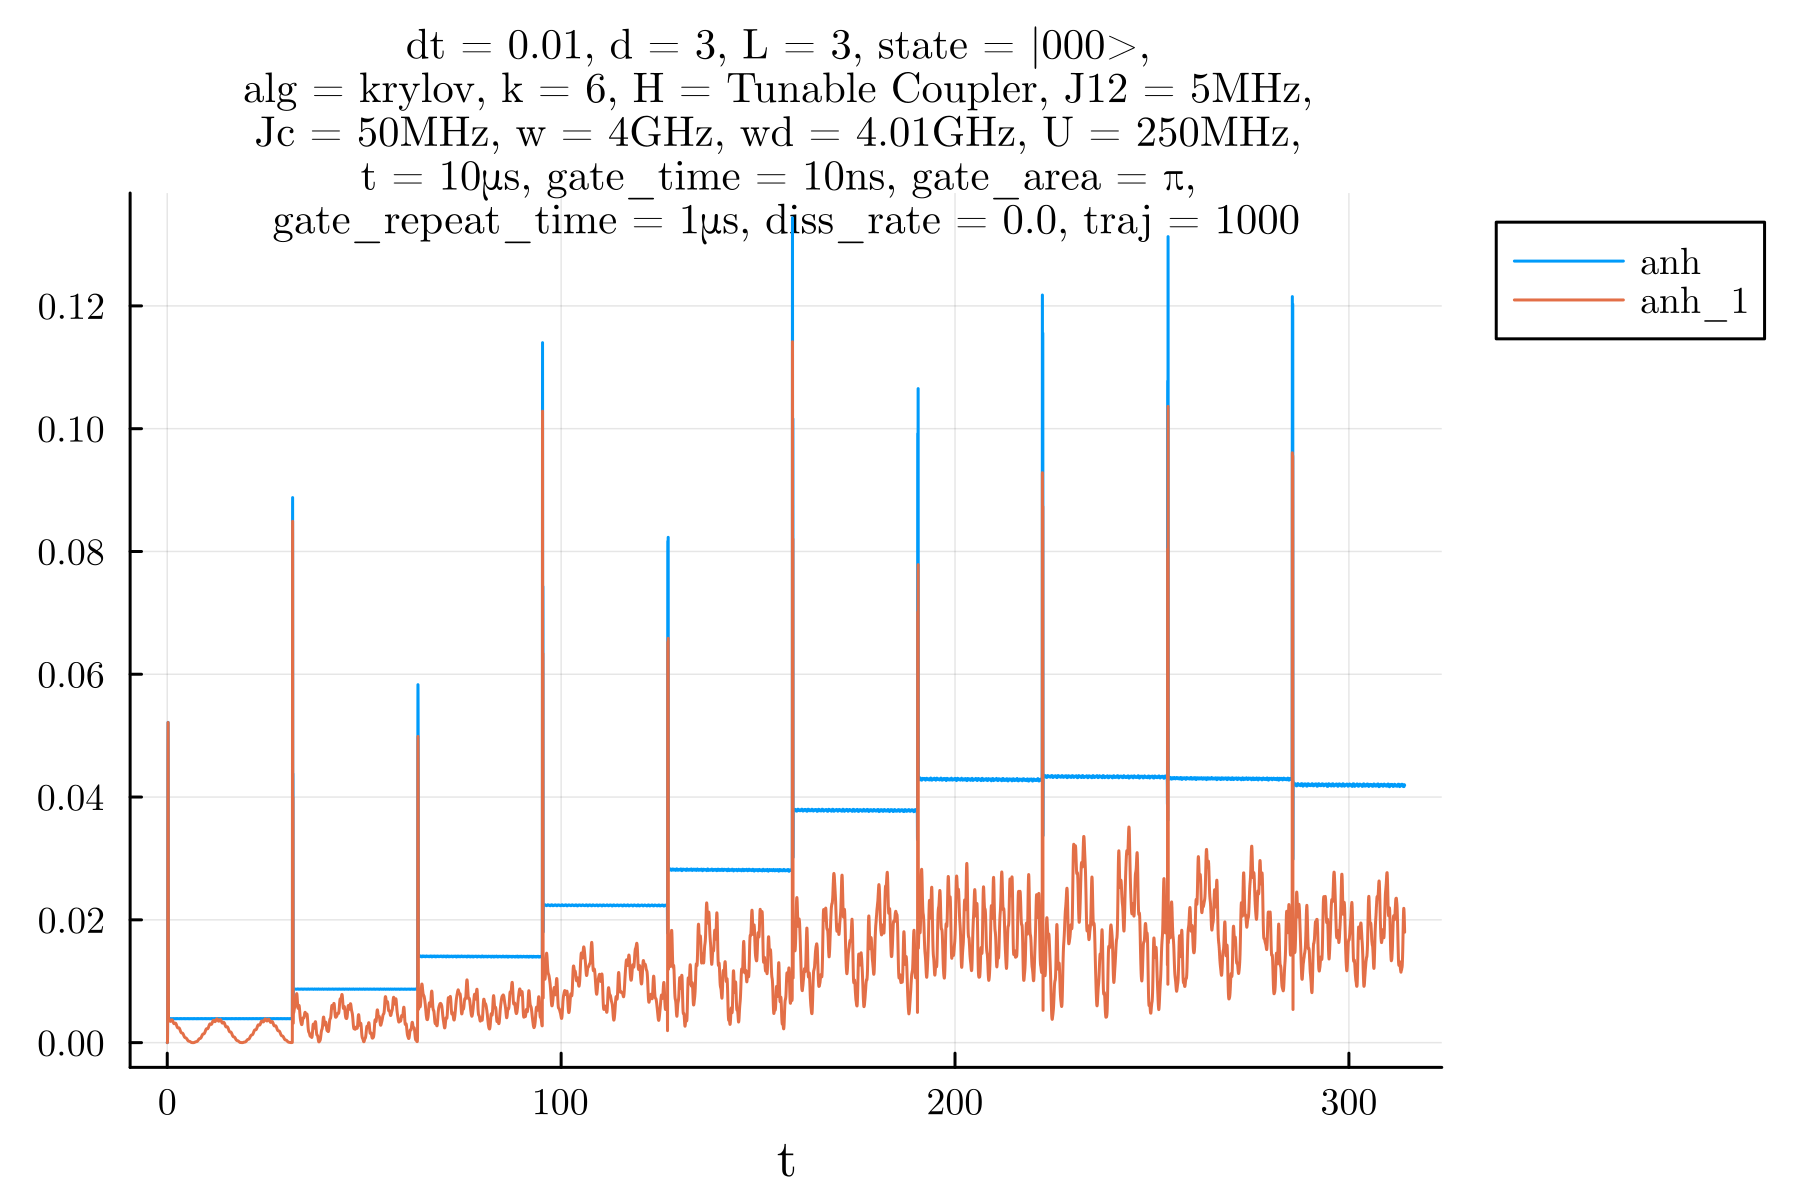 dt = 0.01, d = 3, L = 3, state = |000>,
alg = krylov, k = 6, H = Tunable Coupler, J12 = 5MHz,
Jc = 50MHz, w = 4GHz, wd = 4.01GHz, U = 250MHz,
t = 10μs, gate_time = 10ns, gate_area = π,
gate_repeat_time = 1μs, diss_rate = 0.0, traj = 1000
anh
anh_1
0.12
0.10
0.08
0.06
0.04
0.02
0.00
0 100 200 300
t